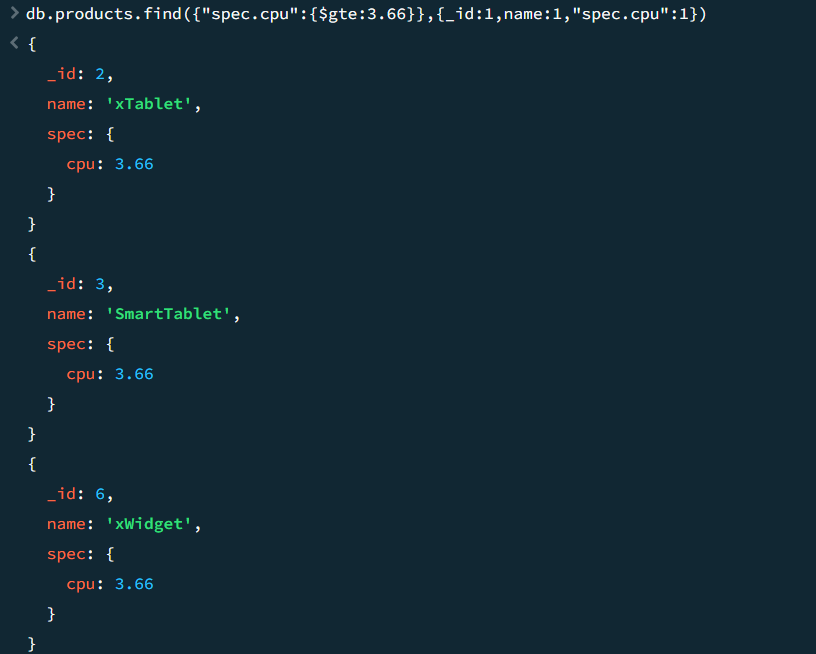 > db.products.find({"spec.cpu":{$gte:3.66}},{_id:1,name:1,"spec.cpu":1})
< {
_id: 2,
name: 'xTablet',
spec: {
cpu: 3.66
}
}
{
_id: 3,
name: 'SmartTablet',
spec: {
cpu: 3.66
}
}
{
_id: 6,
name: 'xWidget',
spec: {
cpu: 3.66
}
}